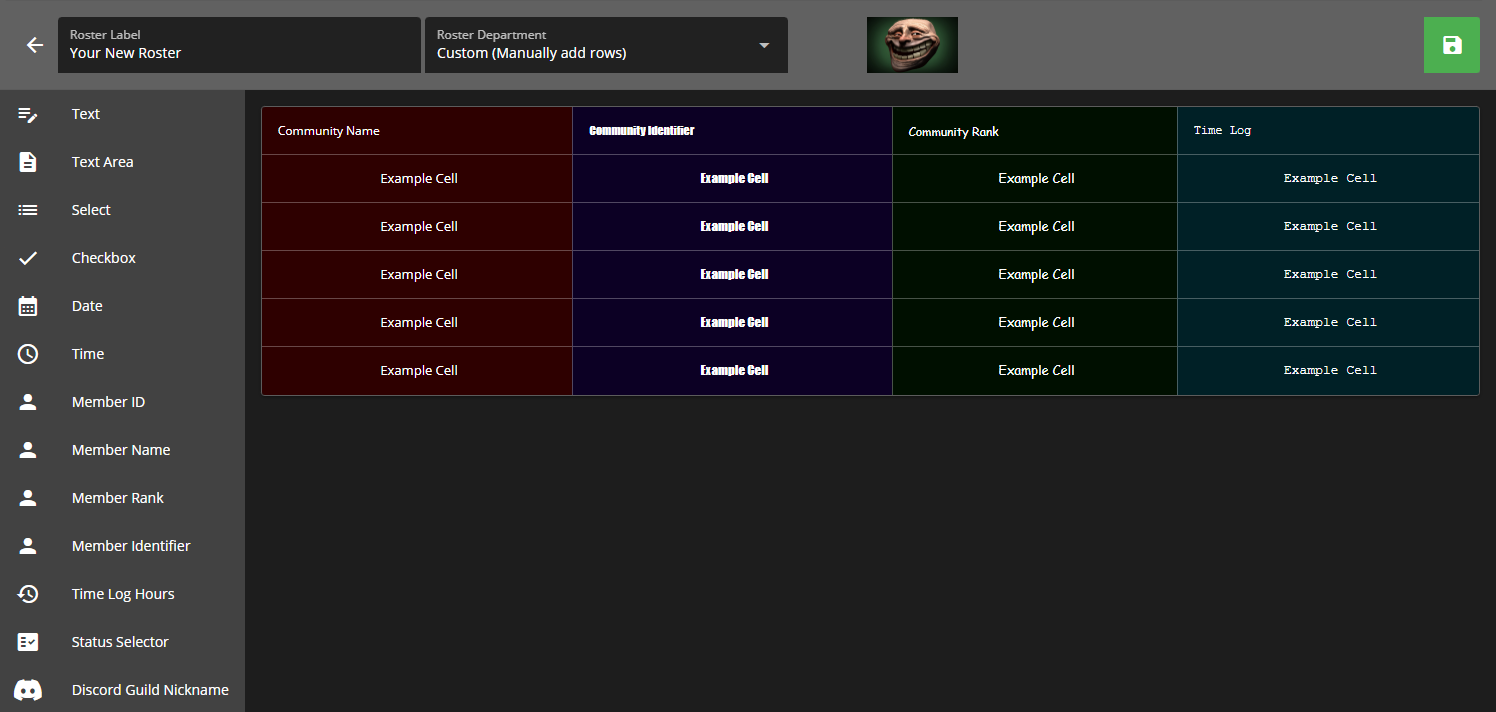 Roster Label
Your New Roster
Roster Department
Custom (Manually add rows)
Text
Text Area
Select
Checkbox
Date
Time
Member ID
Member Name
Member Rank
Member Identifier
Time Log Hours
Status Selector
Discord Guild Nickname
Community Name Community Identifier Community Rank Time Log
Example Cell Example Cell Example Cell Example Cell
Example Cell Example Cell Example Cell Example Cell
Example Cell Example Cell Example Cell Example Cell
Example Cell Example Cell Example Cell Example Cell
Example Cell Example Cell Example Cell Example Cell